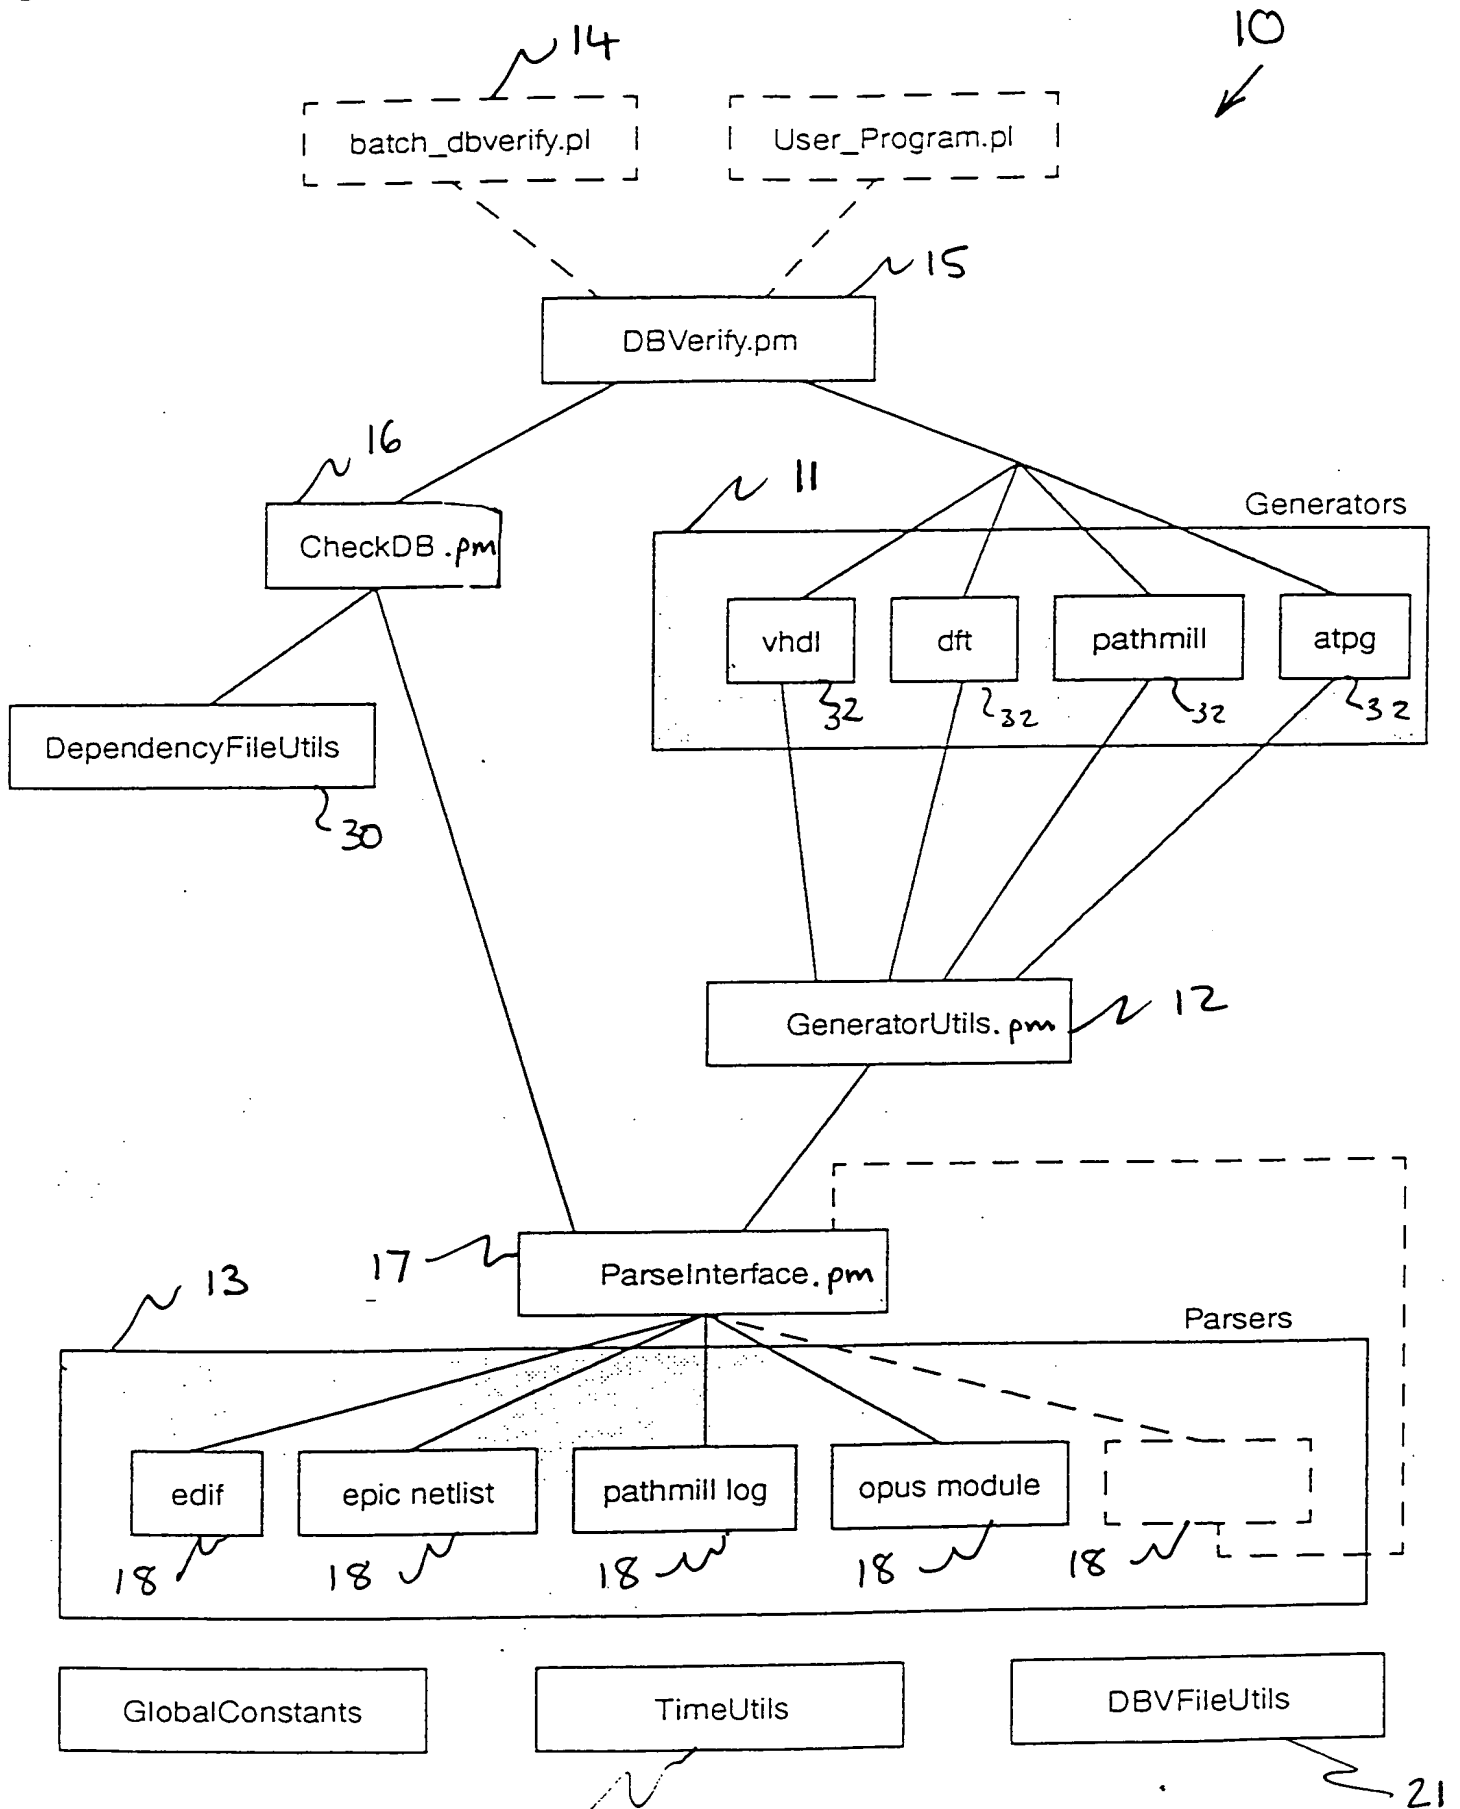 10
14
batch_dbverify.pl
User_Program.pl
15
DBVerify.pm
16
11
Generators
CheckDB.pm
vhdl
dft
pathmill
atpg
32
32
32
32
DependencyFileUtils
30
GeneratorUtils.pm
12
17
ParseInterface.pm
13
Parsers
edif
epic netlist
pathmill log
opus module
18
18
18
18
18
GlobalConstants
TimeUtils
DBVFileUtils
21